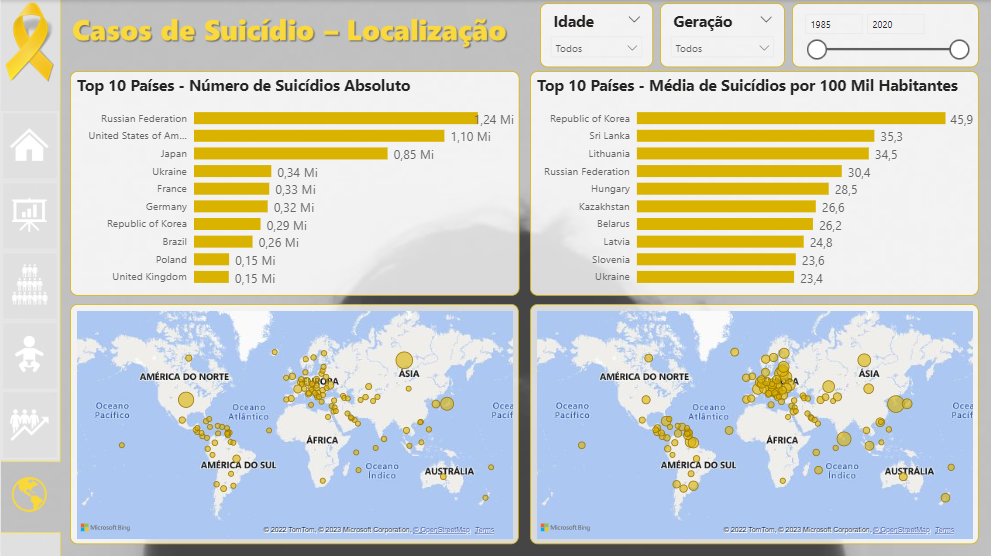 Casos de Suicídio – Localização
Idade
Todos
Geração
Todos
1985
2020
Top 10 Países - Número de Suicídios Absoluto
Russian Federation 1,24 Mi
United States of Am... 1,10 Mi
Japan 0,85 Mi
Ukraine 0,34 Mi
France 0,33 Mi
Germany 0,32 Mi
Republic of Korea 0,29 Mi
Brazil 0,26 Mi
Poland 0,15 Mi
United Kingdom 0,15 Mi
Top 10 Países - Média de Suicídios por 100 Mil Habitantes
Republic of Korea 45,9
Sri Lanka 35,3
Lithuania 34,5
Russian Federation 30,4
Hungary 28,5
Kazakhstan 26,6
Belarus 26,2
Latvia 24,8
Slovenia 23,6
Ukraine 23,4
AMÉRICA DO NORTE
EUROPA
ÁSIA
Oceano
Pacífico
Oceano
Atlântico
Ocea
Pacíf
ÁFRICA
AMÉRICA DO SUL
Oceano
Índico
AUSTRÁLIA
Microsoft Bing
© 2022 TomTom, © 2023 Microsoft Corporation, © OpenStreetMap Terms
AMÉRICA DO NORTE
ÁSIA
Oceano
Pacífico
Oceano
Atlântico
Ocea
Pacíf
ÁFRICA
AMÉRICA DO SUL
Oceano
Índico
AUSTRÁLIA
Microsoft Bing
© 2022 TomTom, © 2023 Microsoft Corporation, © OpenStreetMap Terms